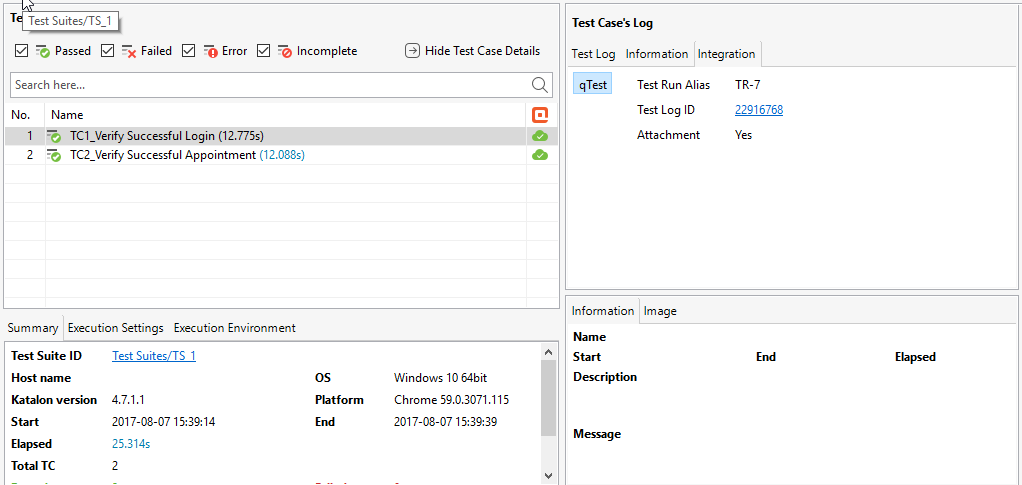 Te
Test Suites/TS_1
Passed Failed Error Incomplete Hide Test Case Details
Search here...
No. Name
1 TC1_Verify Successful Login (12.775s)
2 TC2_Verify Successful Appointment (12.088s)
Summary Execution Settings Execution Environment
Test Suite ID Test Suites/TS_1
Host name OS Windows 10 64bit
Katalon version 4.7.1.1 Platform Chrome 59.0.3071.115
Start 2017-08-07 15:39:14 End 2017-08-07 15:39:39
Elapsed 25.314s
Total TC 2
Test Case's Log
Test Log Information Integration
qTest Test Run Alias TR-7
Test Log ID 22916768
Attachment Yes
Information Image
Name
Start End Elapsed
Description
Message